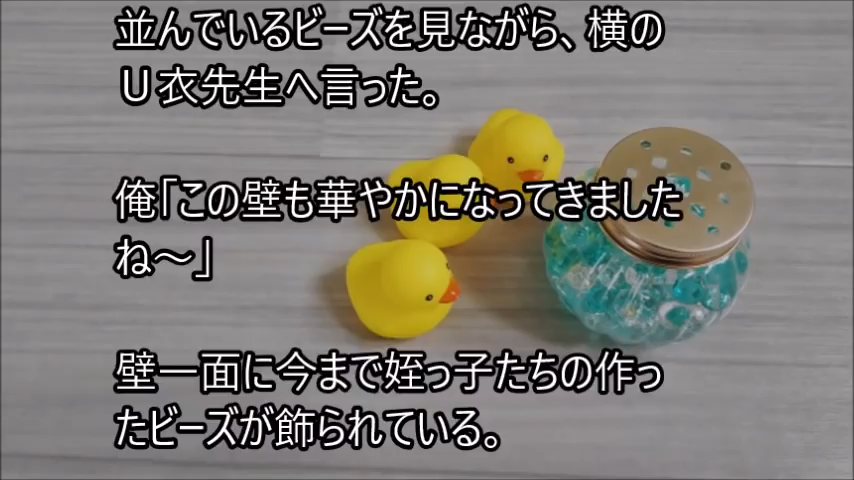 並んでいるビーズを見ながら、横の
Ｕ衣先生へ言った。
俺「この壁も華やかになってきました
ね～」
壁一面に今まで姪っ子たちの作っ
たビーズが飾られている。